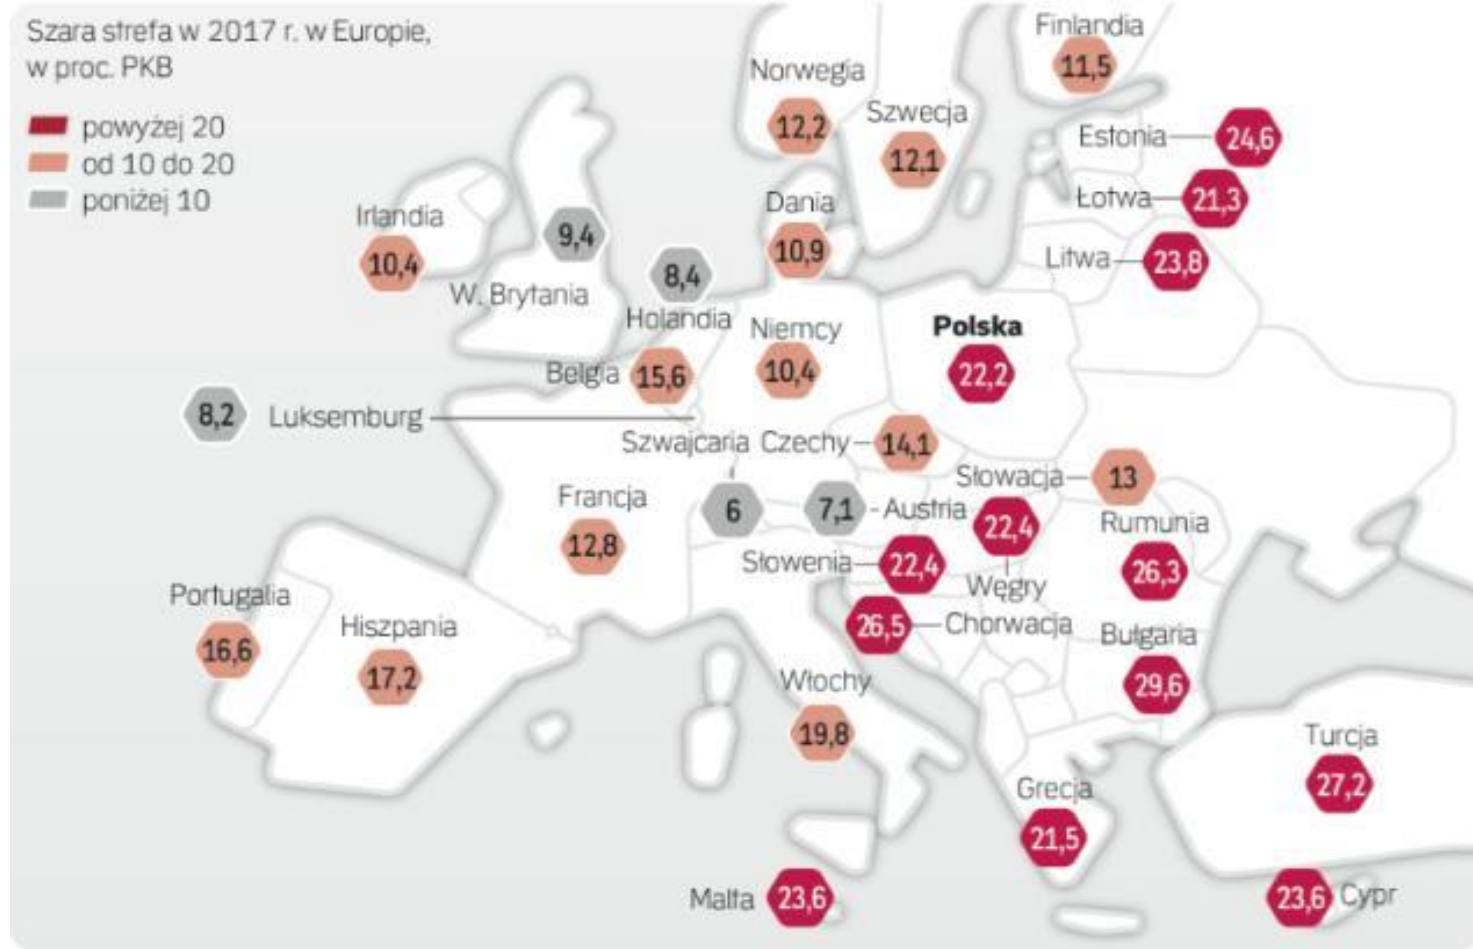 Szara strefa w 2017 r. w Europie,
w proc. PKB
powyżej 20
od 10 do 20
poniżej 10
Finlandia
11,5
Norwegia
12,2
Szwecja
12,1
Estonia
24,6
Łotwa
21,3
Litwa
23,8
Irlandia
10,4
9,4
W. Brytania
Dania
10,9
8,4
Holandia
Niemcy
10,4
Polska
22,2
Belgia
15,6
8,2
Luksemburg
Szwajcaria
6
Czechy
14,1
Słowacja
13
Francja
12,8
7,1
Austria
22,4
Węgry
Rumunia
26,3
Słowenia
22,4
26,5
Chorwacja
Bułgaria
29,6
Portugalia
16,6
Hiszpania
17,2
Włochy
19,8
Turcja
27,2
Grecja
21,5
Malta
23,6
23,6
Cypr